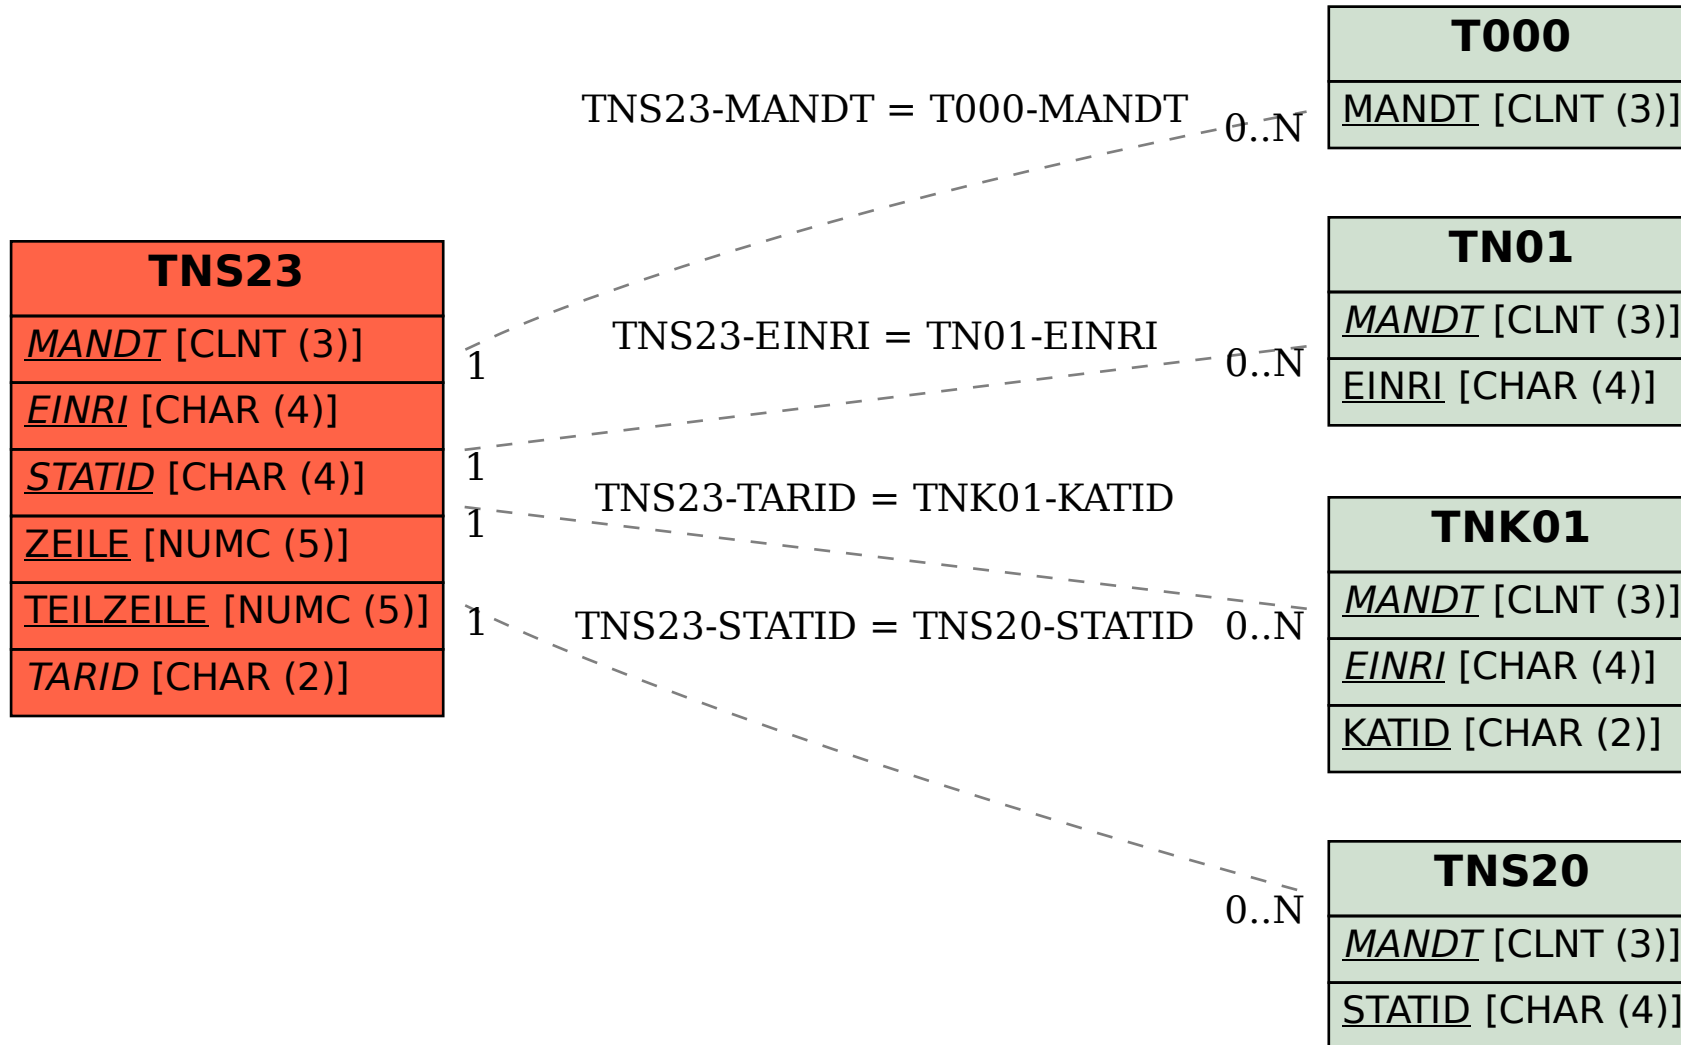 T000
MANDT [CLNT (3)]
TNS23-MANDT = T000-MANDT
0..N
TN01
MANDT [CLNT (3)]
EINRI [CHAR (4)]
TNS23
MANDT [CLNT (3)]
EINRI [CHAR (4)]
STATID [CHAR (4)]
ZEILE [NUMC (5)]
TEILZEILE [NUMC (5)]
TARID [CHAR (2)]
1
TNS23-EINRI = TN01-EINRI
0..N
1
TNS23-TARID = TNK01-KATID
1
TNK01
MANDT [CLNT (3)]
EINRI [CHAR (4)]
KATID [CHAR (2)]
1
TNS23-STATID = TNS20-STATID
0..N
0..N
TNS20
MANDT [CLNT (3)]
STATID [CHAR (4)]